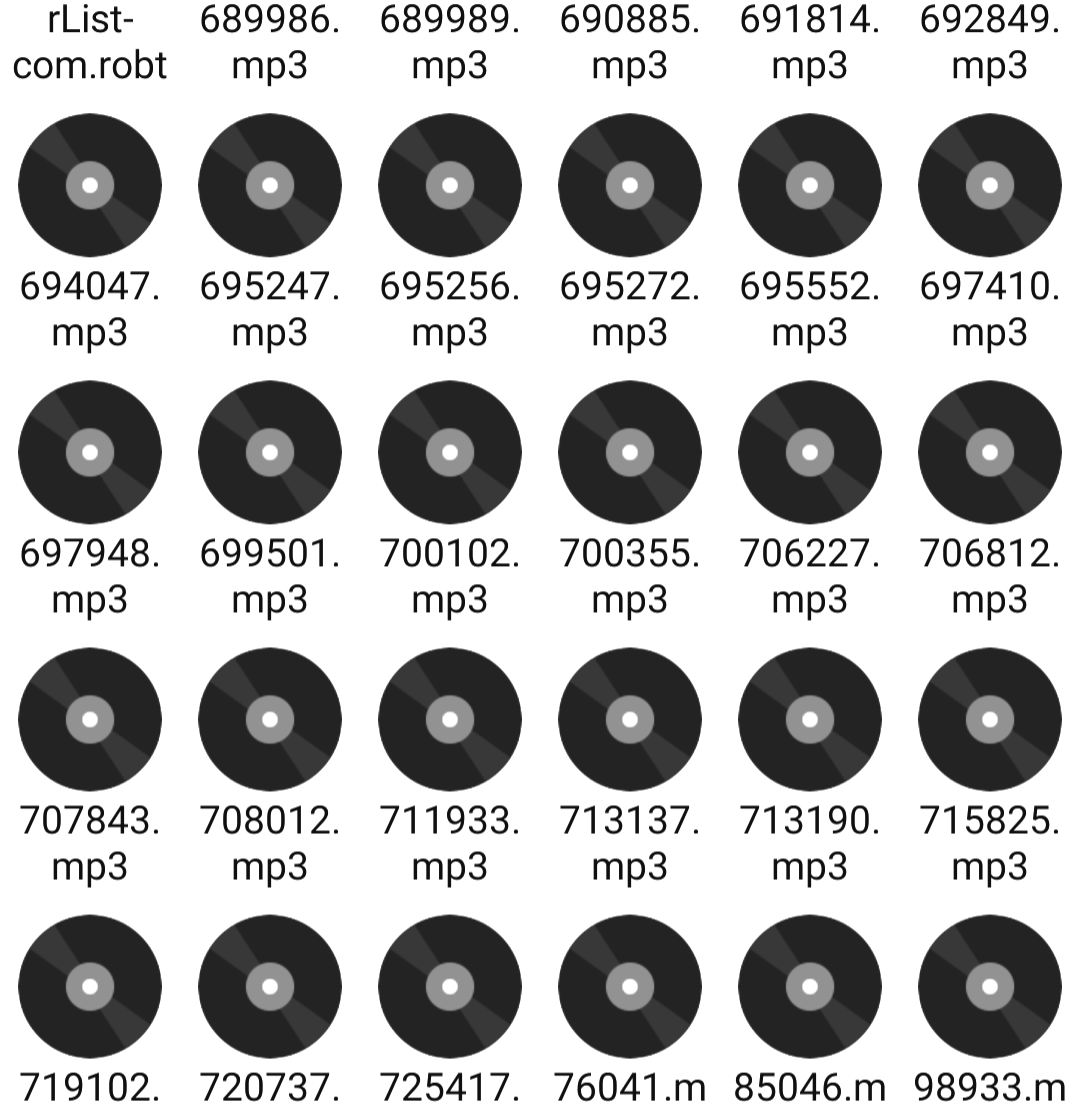 rList- 689986. 689989. 690885. 691814. 692849.
com.robt mp3 mp3 mp3 mp3 mp3
694047. 695247. 695256. 695272. 695552. 697410.
mp3 mp3 mp3 mp3 mp3 mp3
697948. 699501. 700102. 700355. 706227. 706812.
mp3 mp3 mp3 mp3 mp3 mp3
707843. 708012. 711933. 713137. 713190. 715825.
mp3 mp3 mp3 mp3 mp3 mp3
719102. 720737. 725417. 76041.m 85046.m 98933.m